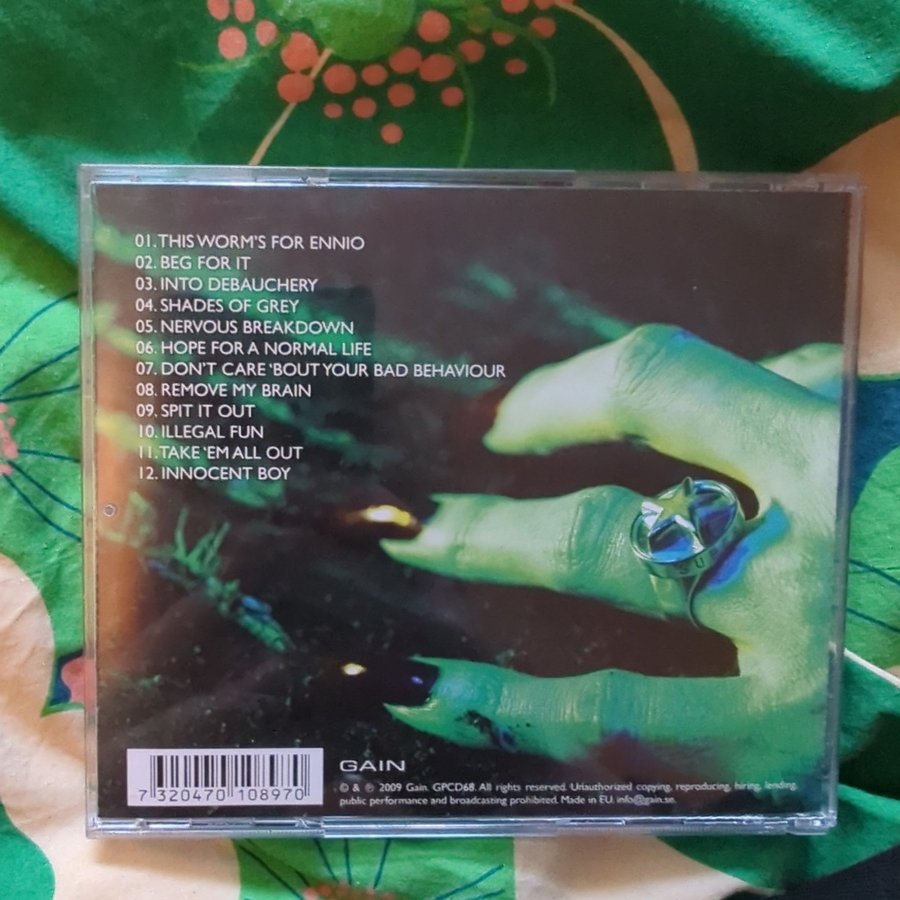 01. THIS WORM'S FOR ENNIO
02. BEG FOR IT
03. INTO DEBAUCHERY
04. SHADES OF GREY
05. NERVOUS BREAKDOWN
06. HOPE FOR A NORMAL LIFE
07. DON'T CARE 'BOUT YOUR BAD BEHAVIOUR
08. REMOVE MY BRAIN
09. SPIT IT OUT
10. ILLEGAL FUN
11. TAKE 'EM ALL OUT
12. INNOCENT BOY
7 320470 108970
GAIN
© & ℗ 2009 Gain. GPCD68. All rights reserved. Unauthorized copying, reproducing, hiring, lending,
public performance and broadcasting prohibited. Made in EU. info@gain.se.